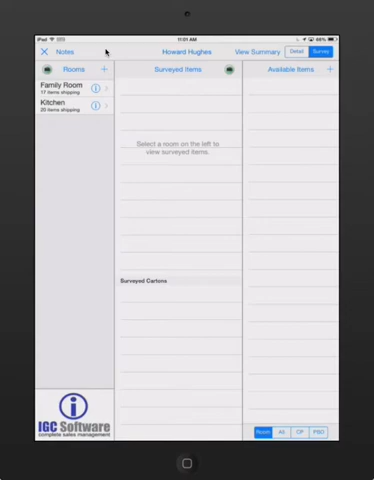 iPad
11:01 AM
66%
Notes
Howard Hughes
View Summary
Detail
Survey
Rooms
Surveyed Items
Available Items
Family Room
17 items shipping
Kitchen
20 items shipping
Select a room on the left to
view surveyed items.
Surveyed Cartons
IGC Software
complete sales management
Room
All
CP
PBO